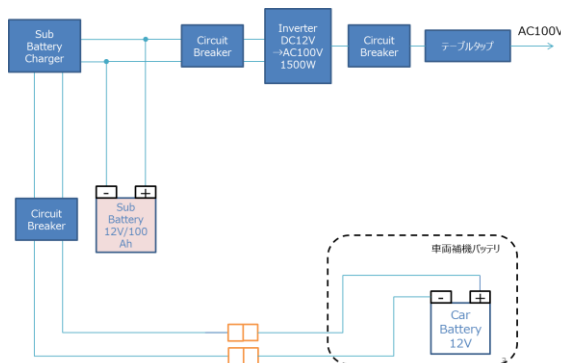 Sub
Battery
Charger
Circuit
Breaker
Inverter
DC12V
→AC100V
1500W
Circuit
Breaker
テーブルタップ
AC100V
Circuit
Breaker
-
+
Sub
Battery
12V/100
Ah
車両補機バッテリ
-
+
Car
Battery
12V